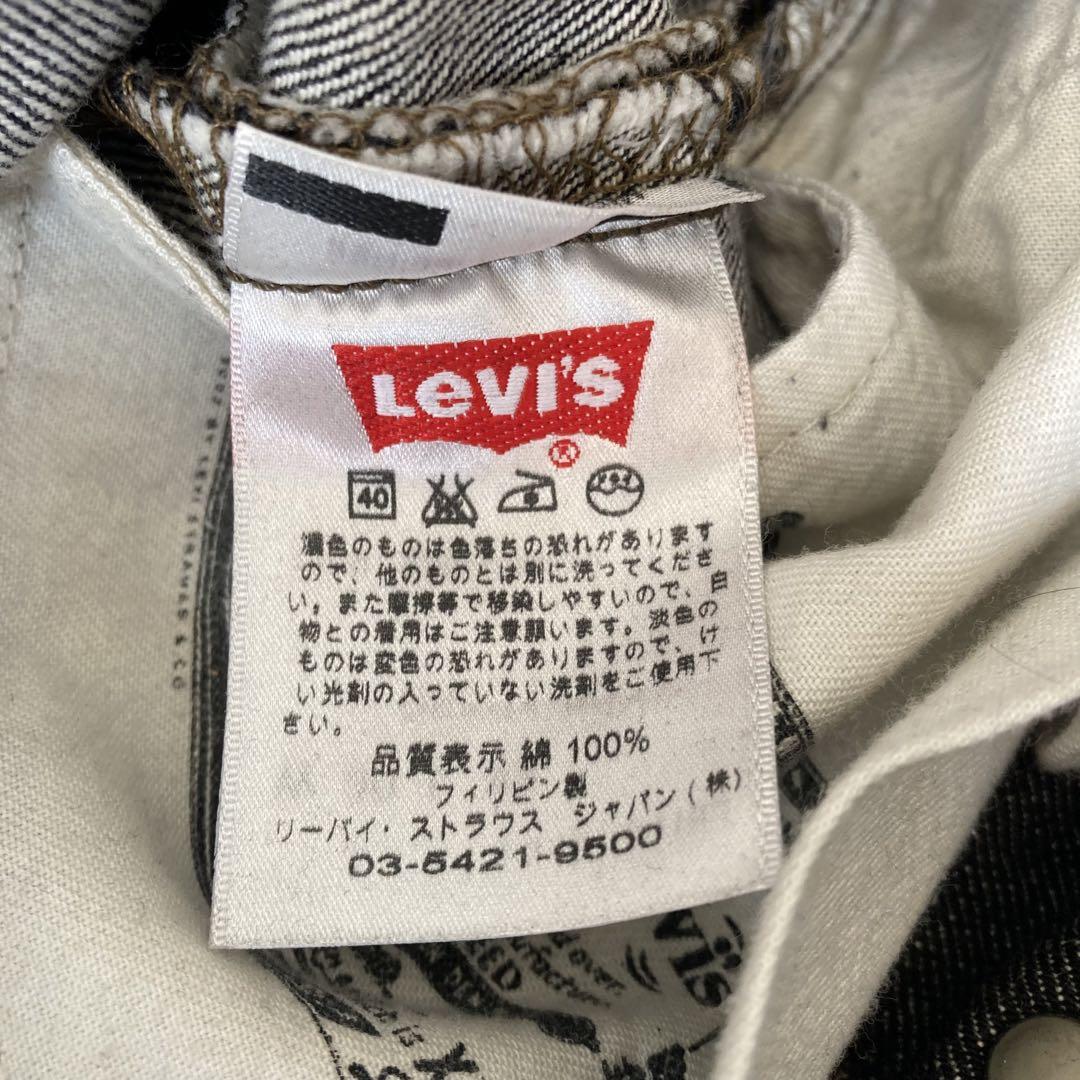 LEVI'S
®
40
濃色のものは色落ちの恐れがあります
ので、他のものとは別に洗ってくださ
い。また摩擦等で移染しやすいので、白
物との着用はご注意願います。淡色の
ものは変色の恐れがありますので、け
い光剤の入っていない洗剤をご使用下
さい。
品質表示 綿 100%
フィリピン製
リーバイ・ストラウス ジャパン(株)
03-5421-9500
BY LEVI STRAUSS & CO